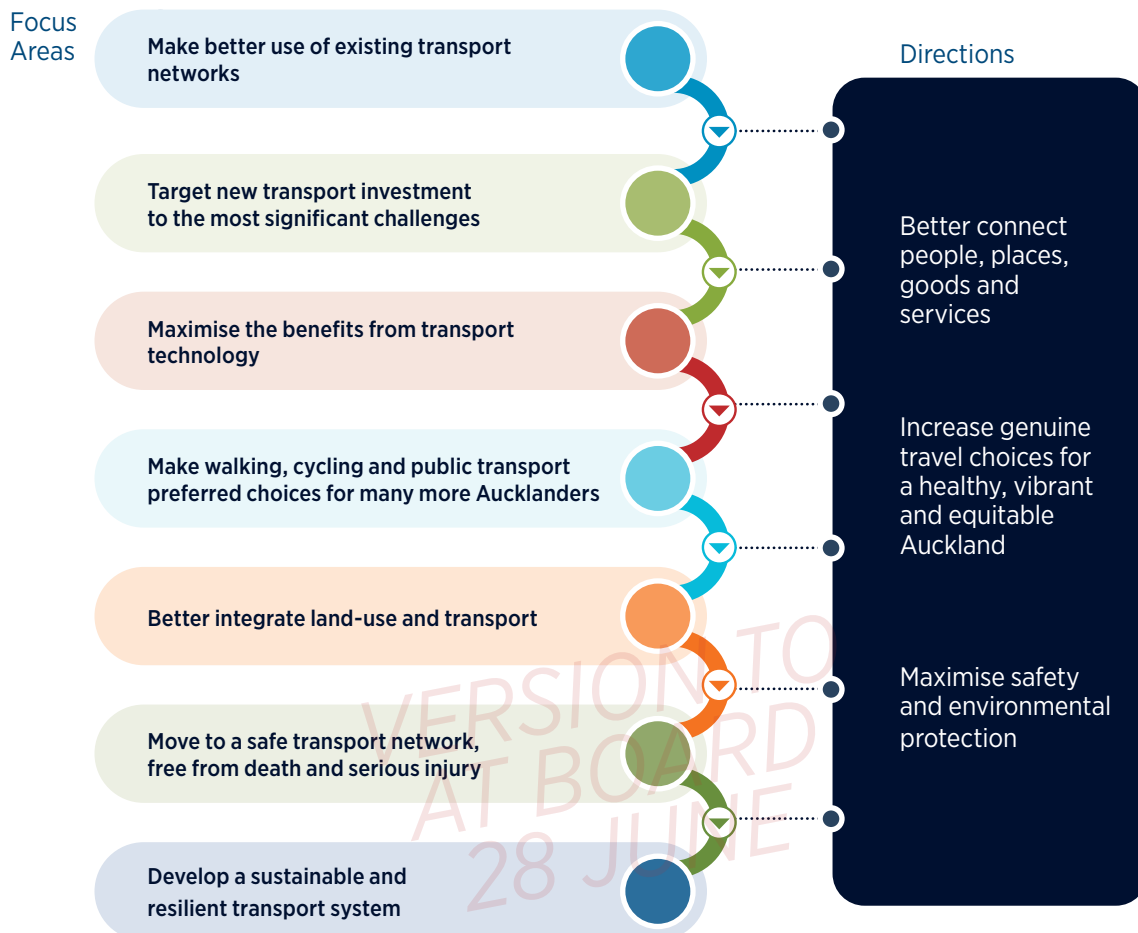 Focus
Areas
Make better use of existing transport
networks
Target new transport investment
to the most significant challenges
Maximise the benefits from transport
technology
Make walking, cycling and public transport
preferred choices for many more Aucklanders
Better integrate land-use and transport
Move to a safe transport network,
free from death and serious injury
Develop a sustainable and
resilient transport system
Directions
Better connect
people, places,
goods and
services
Increase genuine
travel choices for
a healthy, vibrant
and equitable
Auckland
Maximise safety
and environmental
protection
VERSION TO
AT BOARD
28 JUNE